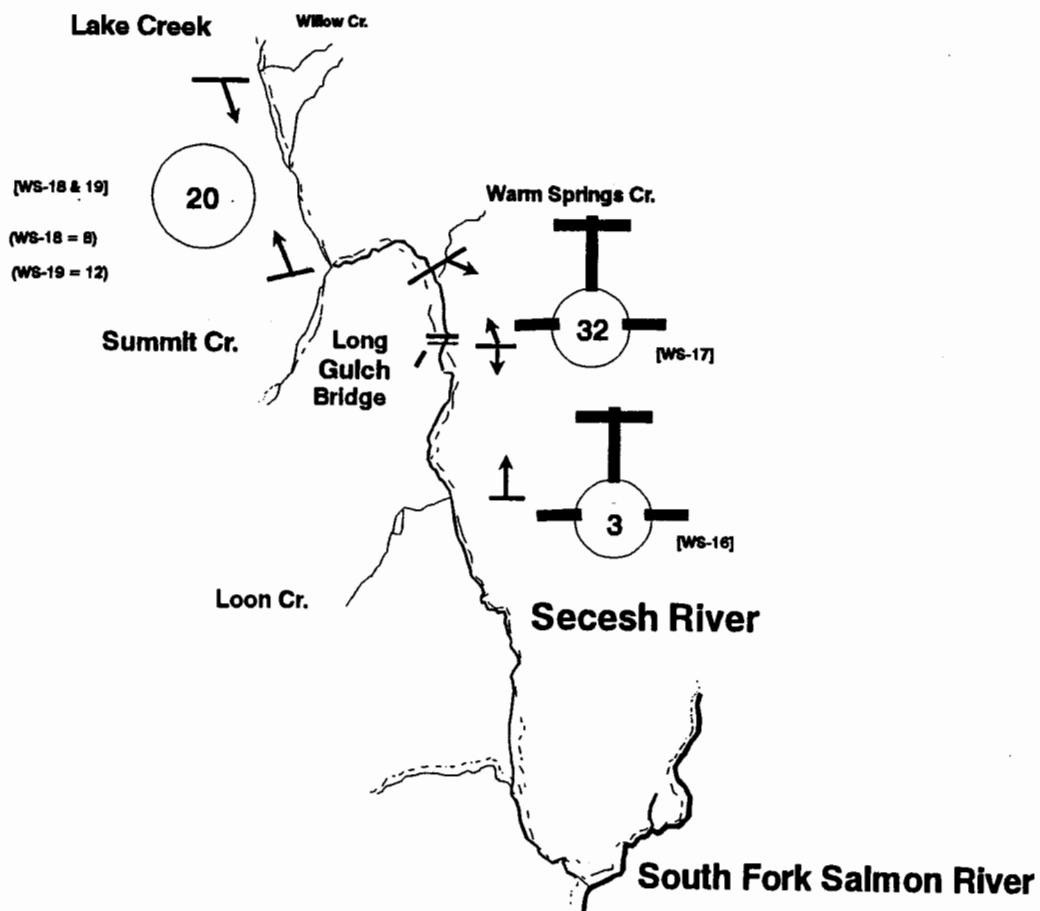 Lake Creek
Willow Cr.
[WS-18 & 19]
20
(WS-18 = 8)
(WS-19 = 12)
Warm Springs Cr.
Summit Cr.
Long
Gulch
Bridge
32
[WS-17]
3
[WS-16]
Loon Cr.
Secesh River
South Fork Salmon River